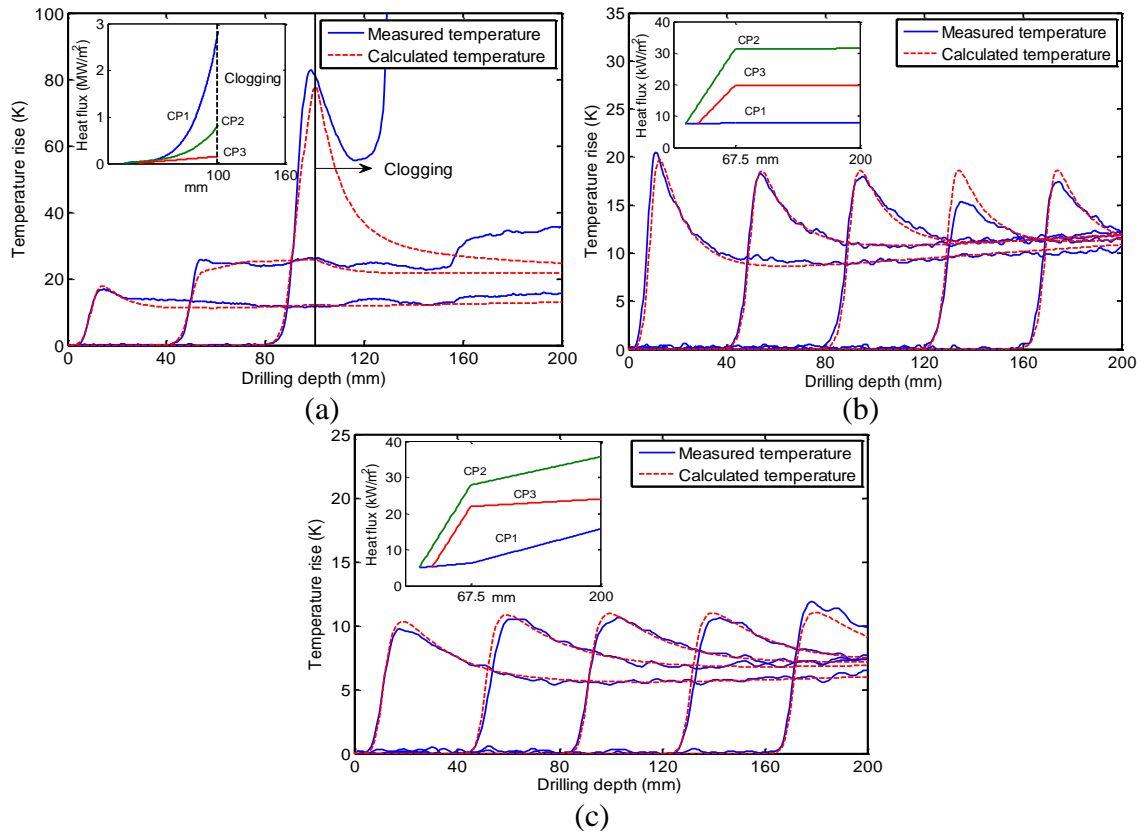 Temperature rise (K)
100
80
60
40
20
0
0 40 80 120 160 200
Drilling depth (mm)
Measured temperature
Calculated temperature
Clogging
Heat flux (MW/m²)
3
2
1
0
mm 100 160
CP1
CP2
CP3
Clogging
(a)
Temperature rise (K)
35
30
25
20
15
10
5
0
0 40 80 120 160 200
Drilling depth (mm)
Measured temperature
Calculated temperature
Heat flux (kW/m²)
40
30
20
10
0
67.5 mm 200
CP2
CP3
CP1
(b)
Temperature rise (K)
25
20
15
10
5
0
0 40 80 120 160 200
Drilling depth (mm)
Measured temperature
Calculated temperature
Heat flux (kW/m²)
40
30
20
10
0
67.5 mm 200
CP2
CP3
CP1
(c)